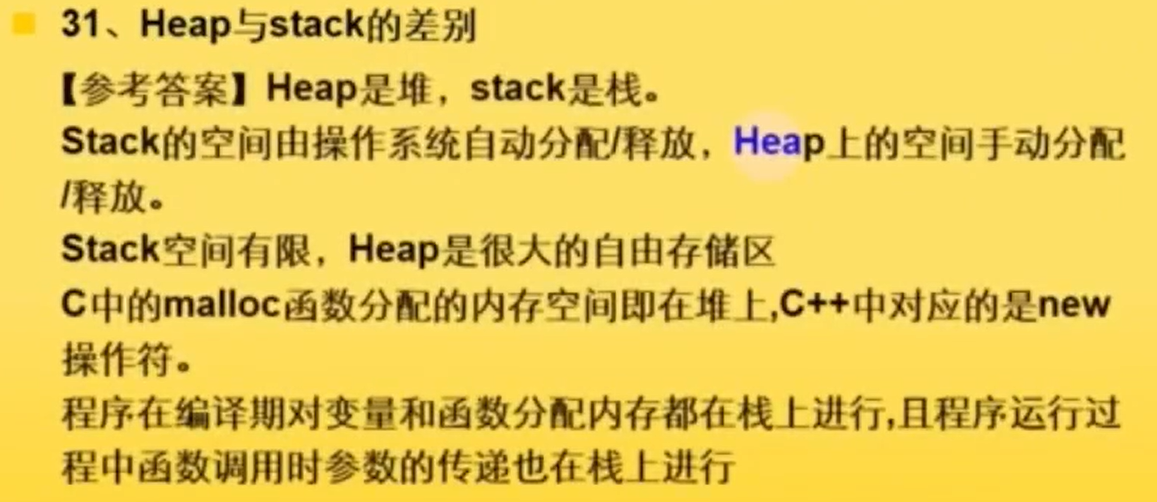 31、Heap与stack的差别
【参考答案】Heap是堆，stack是栈。
Stack的空间由操作系统自动分配/释放，Heap上的空间手动分配
/释放。
Stack空间有限，Heap是很大的自由存储区
C中的malloc函数分配的内存空间即在堆上,C++中对应的是new
操作符。
程序在编译期对变量和函数分配内存都在栈上进行,且程序运行过
程中函数调用时参数的传递也在栈上进行